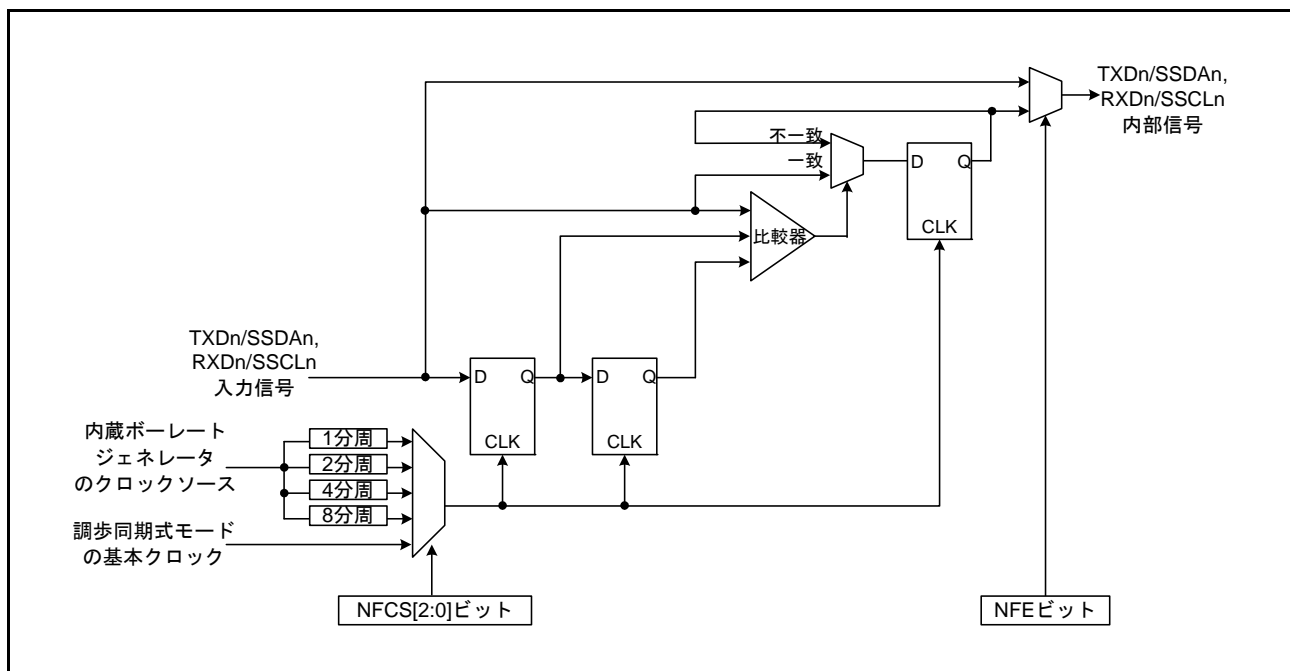 TXDn/SSDAn,
RXDn/SSCLn
内部信号
不一致
一致
D
Q
CLK
比較器
TXDn/SSDAn,
RXDn/SSCLn
入力信号
D
Q
CLK
D
Q
CLK
内蔵ボーレート
ジェネレータ
のクロックソース
1分周
2分周
4分周
8分周
調歩同期式モード
の基本クロック
NFCS[2:0]ビット
NFEビット